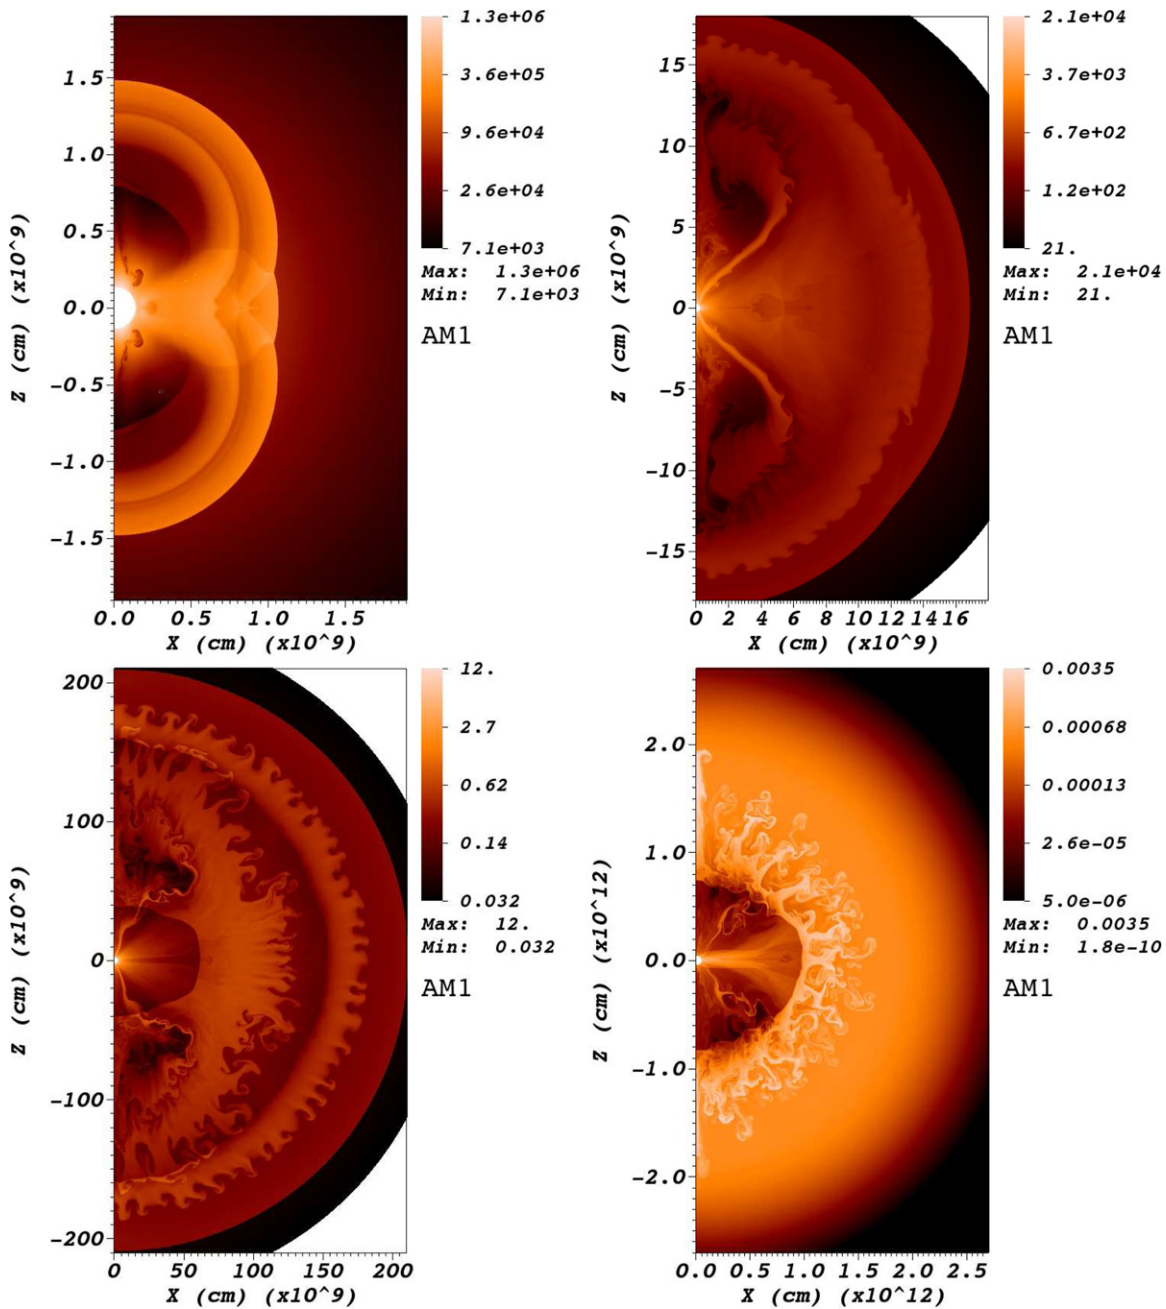 1.3e+06
3.6e+05
9.6e+04
2.6e+04
7.1e+03
Max: 1.3e+06
Min: 7.1e+03
AM1
1.5
1.0
0.5
0.0
-0.5
-1.0
-1.5
Z (cm) (x10^9)
0.0 0.5 1.0 1.5
X (cm) (x10^9)
2.1e+04
3.7e+03
6.7e+02
1.2e+02
21.
Max: 2.1e+04
Min: 21.
AM1
15
10
5
0
-5
-10
-15
Z (cm) (x10^9)
0 2 4 6 8 10 12 14 16
X (cm) (x10^9)
12.
2.7
0.62
0.14
0.032
Max: 12.
Min: 0.032
AM1
200
100
0
-100
-200
Z (cm) (x10^9)
0 50 100 150 200
X (cm) (x10^9)
0.0035
0.00068
0.00013
2.6e-05
5.0e-06
Max: 0.0035
Min: 1.8e-10
AM1
2.0
1.0
0.0
-1.0
-2.0
Z (cm) (x10^12)
0.0 0.5 1.0 1.5 2.0 2.5
X (cm) (x10^12)